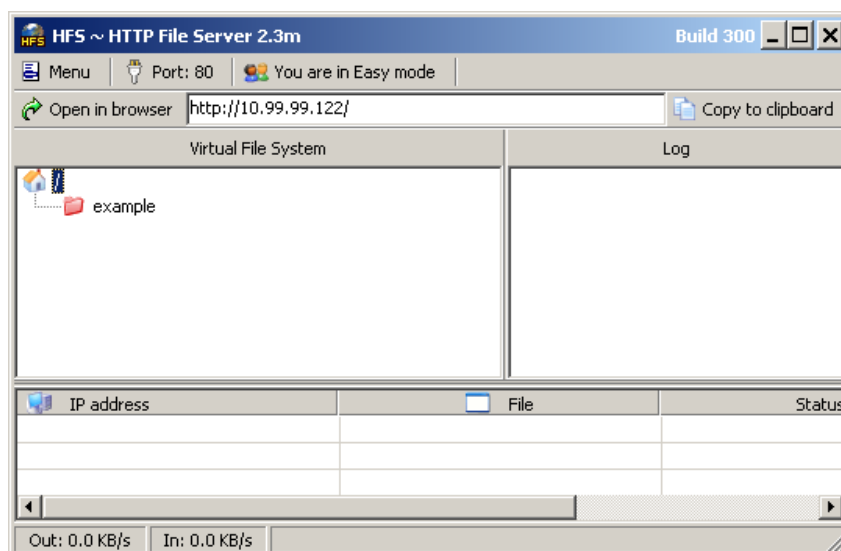 HFS ~ HTTP File Server 2.3m Build 300
Menu Port: 80 You are in Easy mode
Open in browser http://10.99.99.122/ Copy to clipboard
Virtual File System Log
/
example
IP address File Status
Out: 0.0 KB/s In: 0.0 KB/s